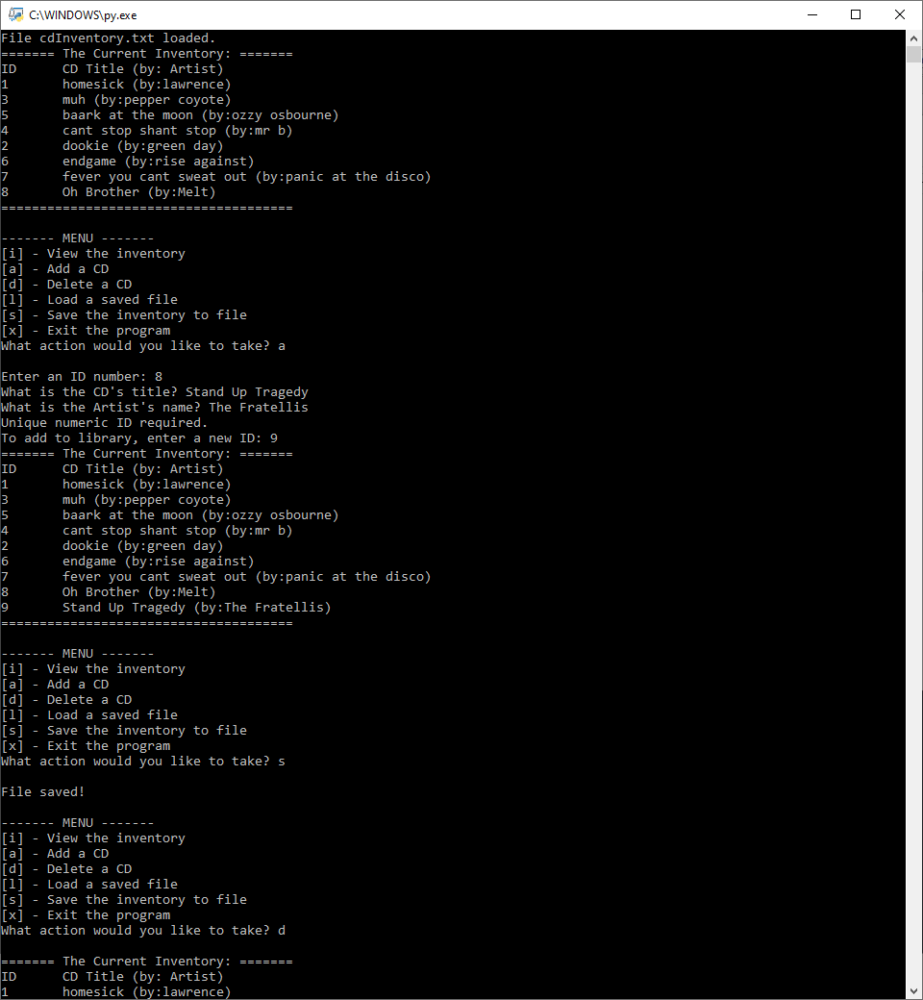 C:\WINDOWS\py.exe
File cdInventory.txt loaded.
======= The Current Inventory: =======
ID      CD Title (by: Artist)
1       homesick (by:lawrence)
3       muh (by:pepper coyote)
5       baark at the moon (by:ozzy osbourne)
4       cant stop shant stop (by:mr b)
2       dookie (by:green day)
6       endgame (by:rise against)
7       fever you cant sweat out (by:panic at the disco)
8       Oh Brother (by:Melt)
======================================
------- MENU -------
[i] - View the inventory
[a] - Add a CD
[d] - Delete a CD
[l] - Load a saved file
[s] - Save the inventory to file
[x] - Exit the program
What action would you like to take? a
Enter an ID number: 8
What is the CD's title? Stand Up Tragedy
What is the Artist's name? The Fratellis
Unique numeric ID required.
To add to library, enter a new ID: 9
======= The Current Inventory: =======
ID      CD Title (by: Artist)
1       homesick (by:lawrence)
3       muh (by:pepper coyote)
5       baark at the moon (by:ozzy osbourne)
4       cant stop shant stop (by:mr b)
2       dookie (by:green day)
6       endgame (by:rise against)
7       fever you cant sweat out (by:panic at the disco)
8       Oh Brother (by:Melt)
9       Stand Up Tragedy (by:The Fratellis)
======================================
------- MENU -------
[i] - View the inventory
[a] - Add a CD
[d] - Delete a CD
[l] - Load a saved file
[s] - Save the inventory to file
[x] - Exit the program
What action would you like to take? s
File saved!
------- MENU -------
[i] - View the inventory
[a] - Add a CD
[d] - Delete a CD
[l] - Load a saved file
[s] - Save the inventory to file
[x] - Exit the program
What action would you like to take? d
======= The Current Inventory: =======
ID      CD Title (by: Artist)
1       homesick (by:lawrence)